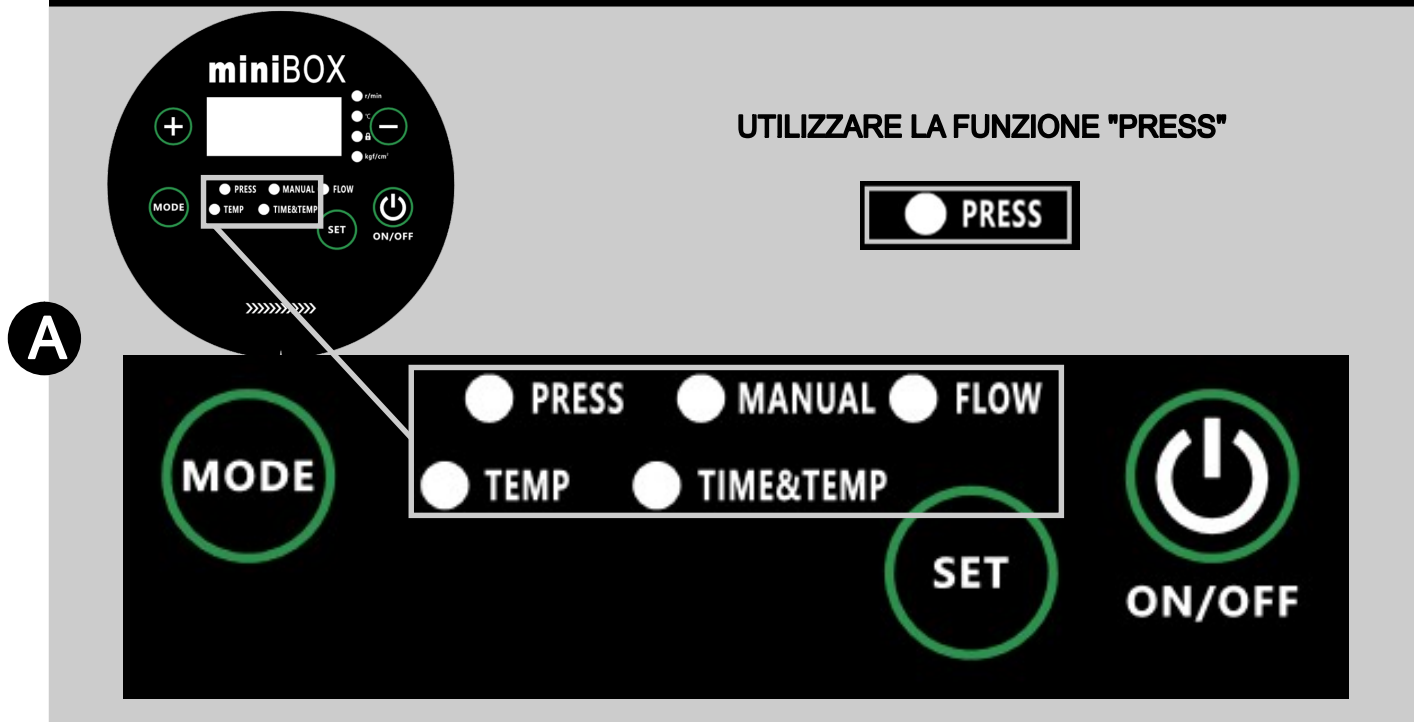 miniBOX
r/min
℃
kgf/cm²
PRESS MANUAL FLOW
MODE TEMP TIME&TEMP
SET
ON/OFF
UTILIZZARE LA FUNZIONE "PRESS"
PRESS
A
PRESS MANUAL FLOW
MODE TEMP TIME&TEMP
SET
ON/OFF